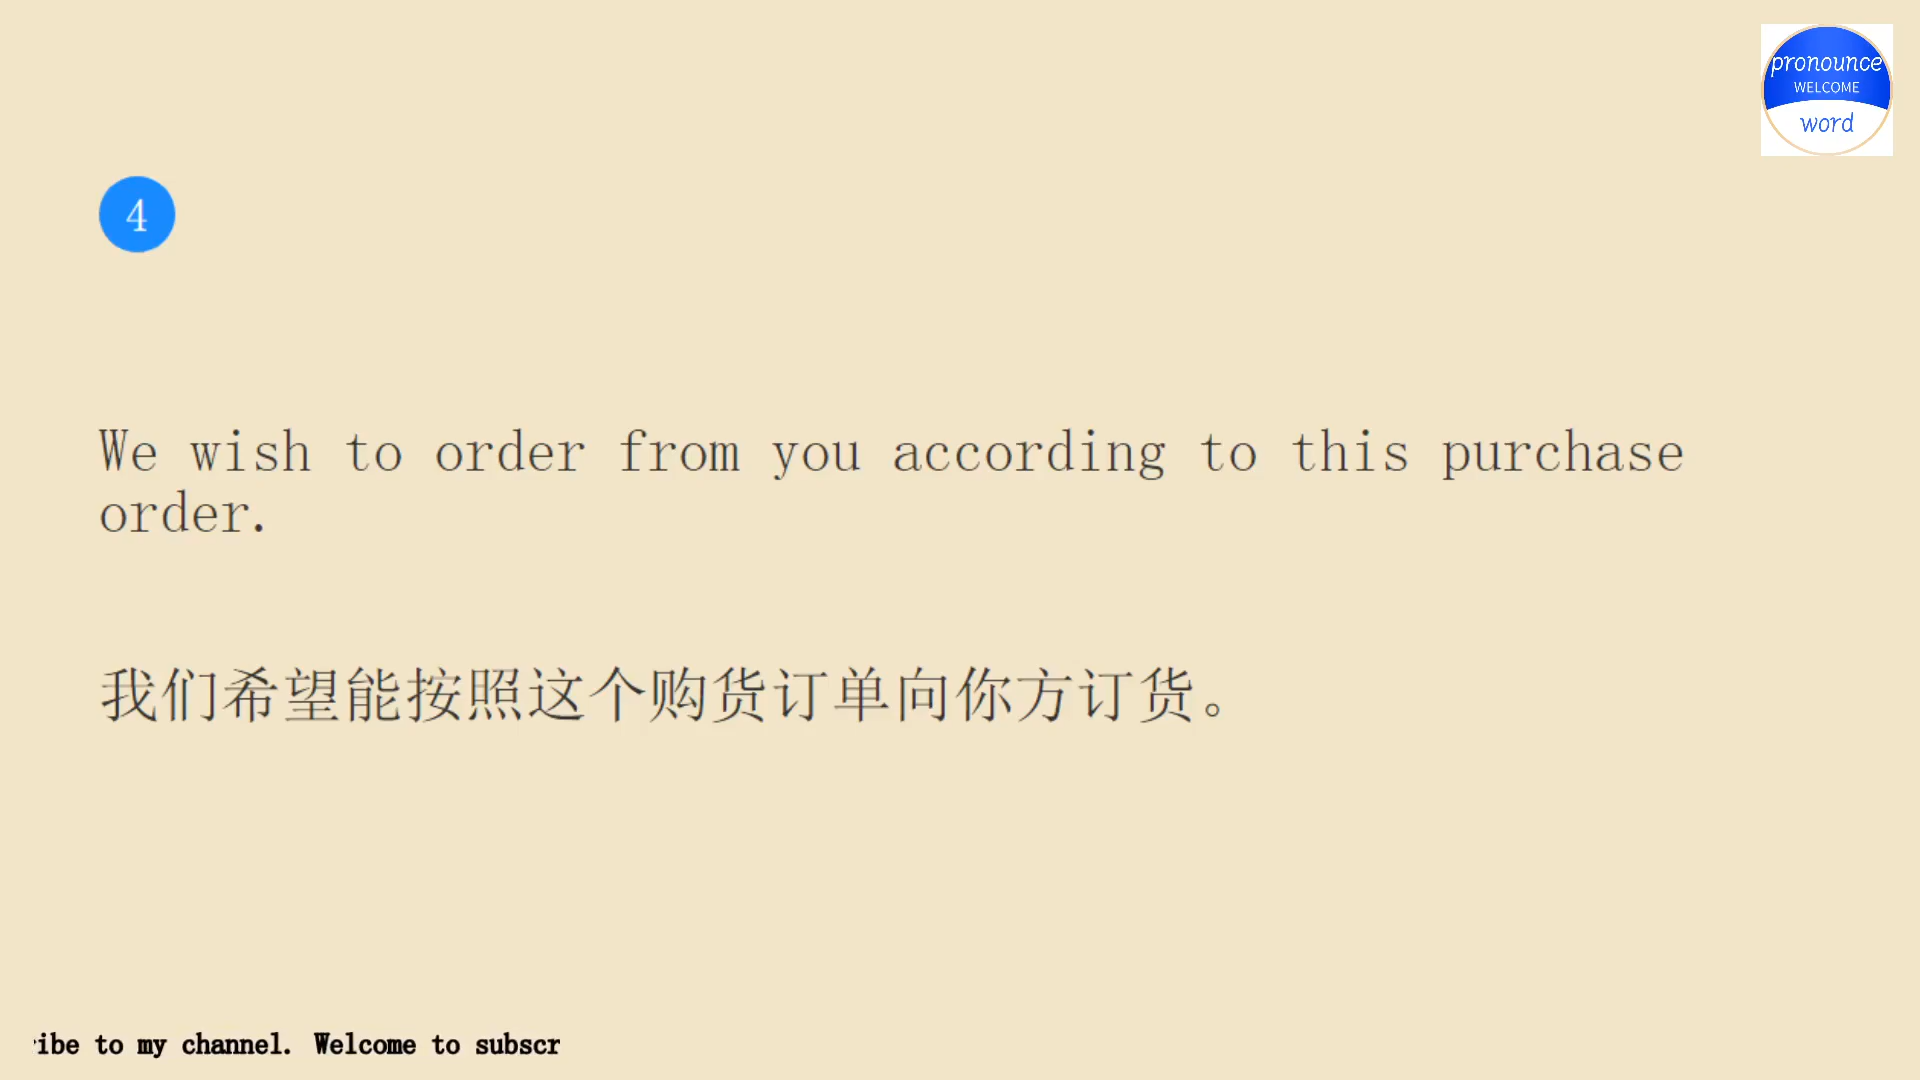 pronounce
WELCOME
word
4
We wish to order from you according to this purchase
order.
我们希望能按照这个购货订单向你方订货。
ibe to my channel. Welcome to subscr